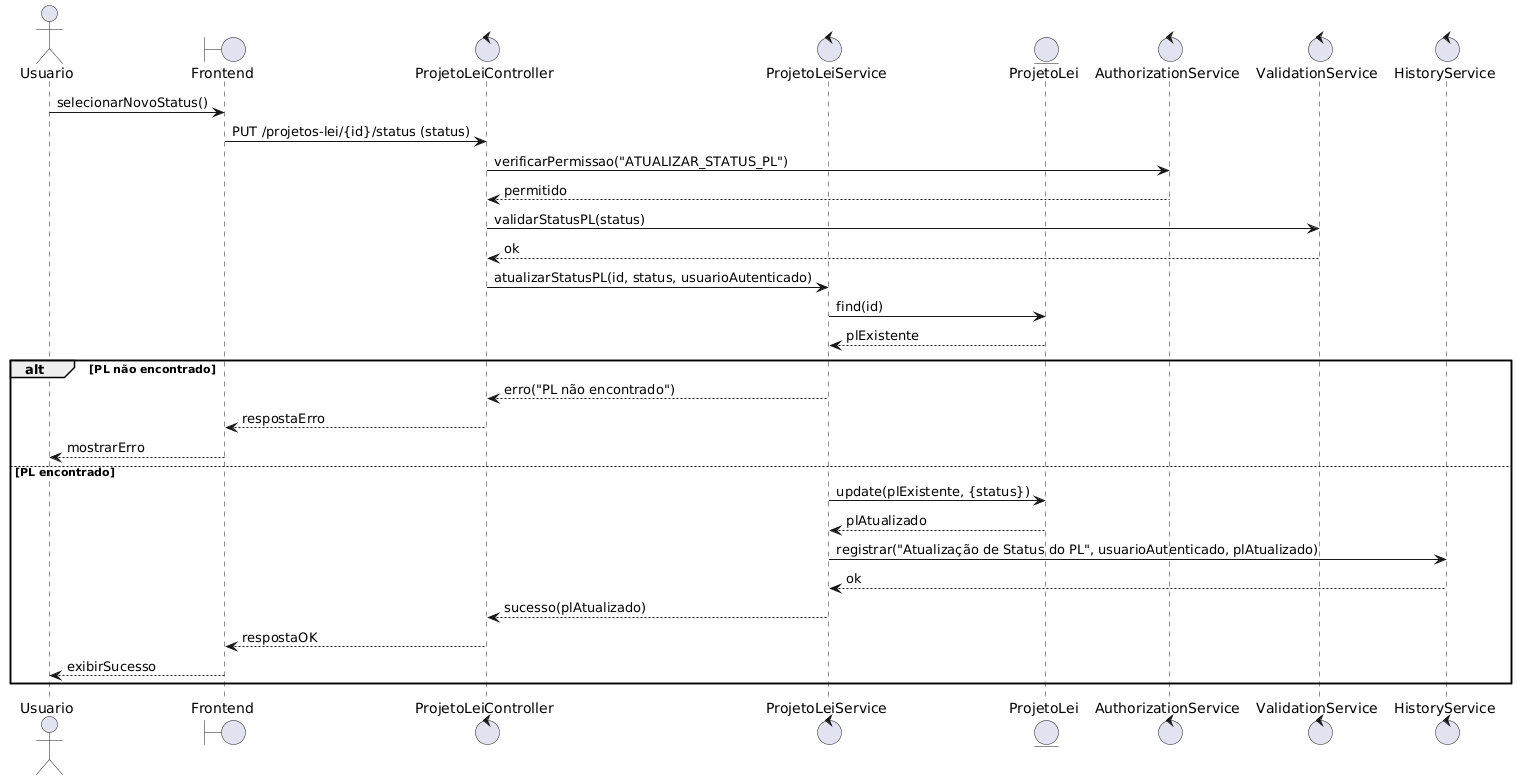 Usuario
Frontend
ProjetoLeiController
ProjetoLeiService
ProjetoLei
AuthorizationService
ValidationService
HistoryService
selecionarNovoStatus()
PUT /projetos-lei/{id}/status (status)
verificarPermissao("ATUALIZAR_STATUS_PL")
permitido
validarStatusPL(status)
ok
atualizarStatusPL(id, status, usuarioAutenticado)
find(id)
plExistente
alt
[PL não encontrado]
erro("PL não encontrado")
respostaErro
mostrarErro
[PL encontrado]
update(plExistente, {status})
plAtualizado
registrar("Atualização de Status do PL", usuarioAutenticado, plAtualizado)
ok
sucesso(plAtualizado)
respostaOK
exibirSucesso
Usuario
Frontend
ProjetoLeiController
ProjetoLeiService
ProjetoLei
AuthorizationService
ValidationService
HistoryService